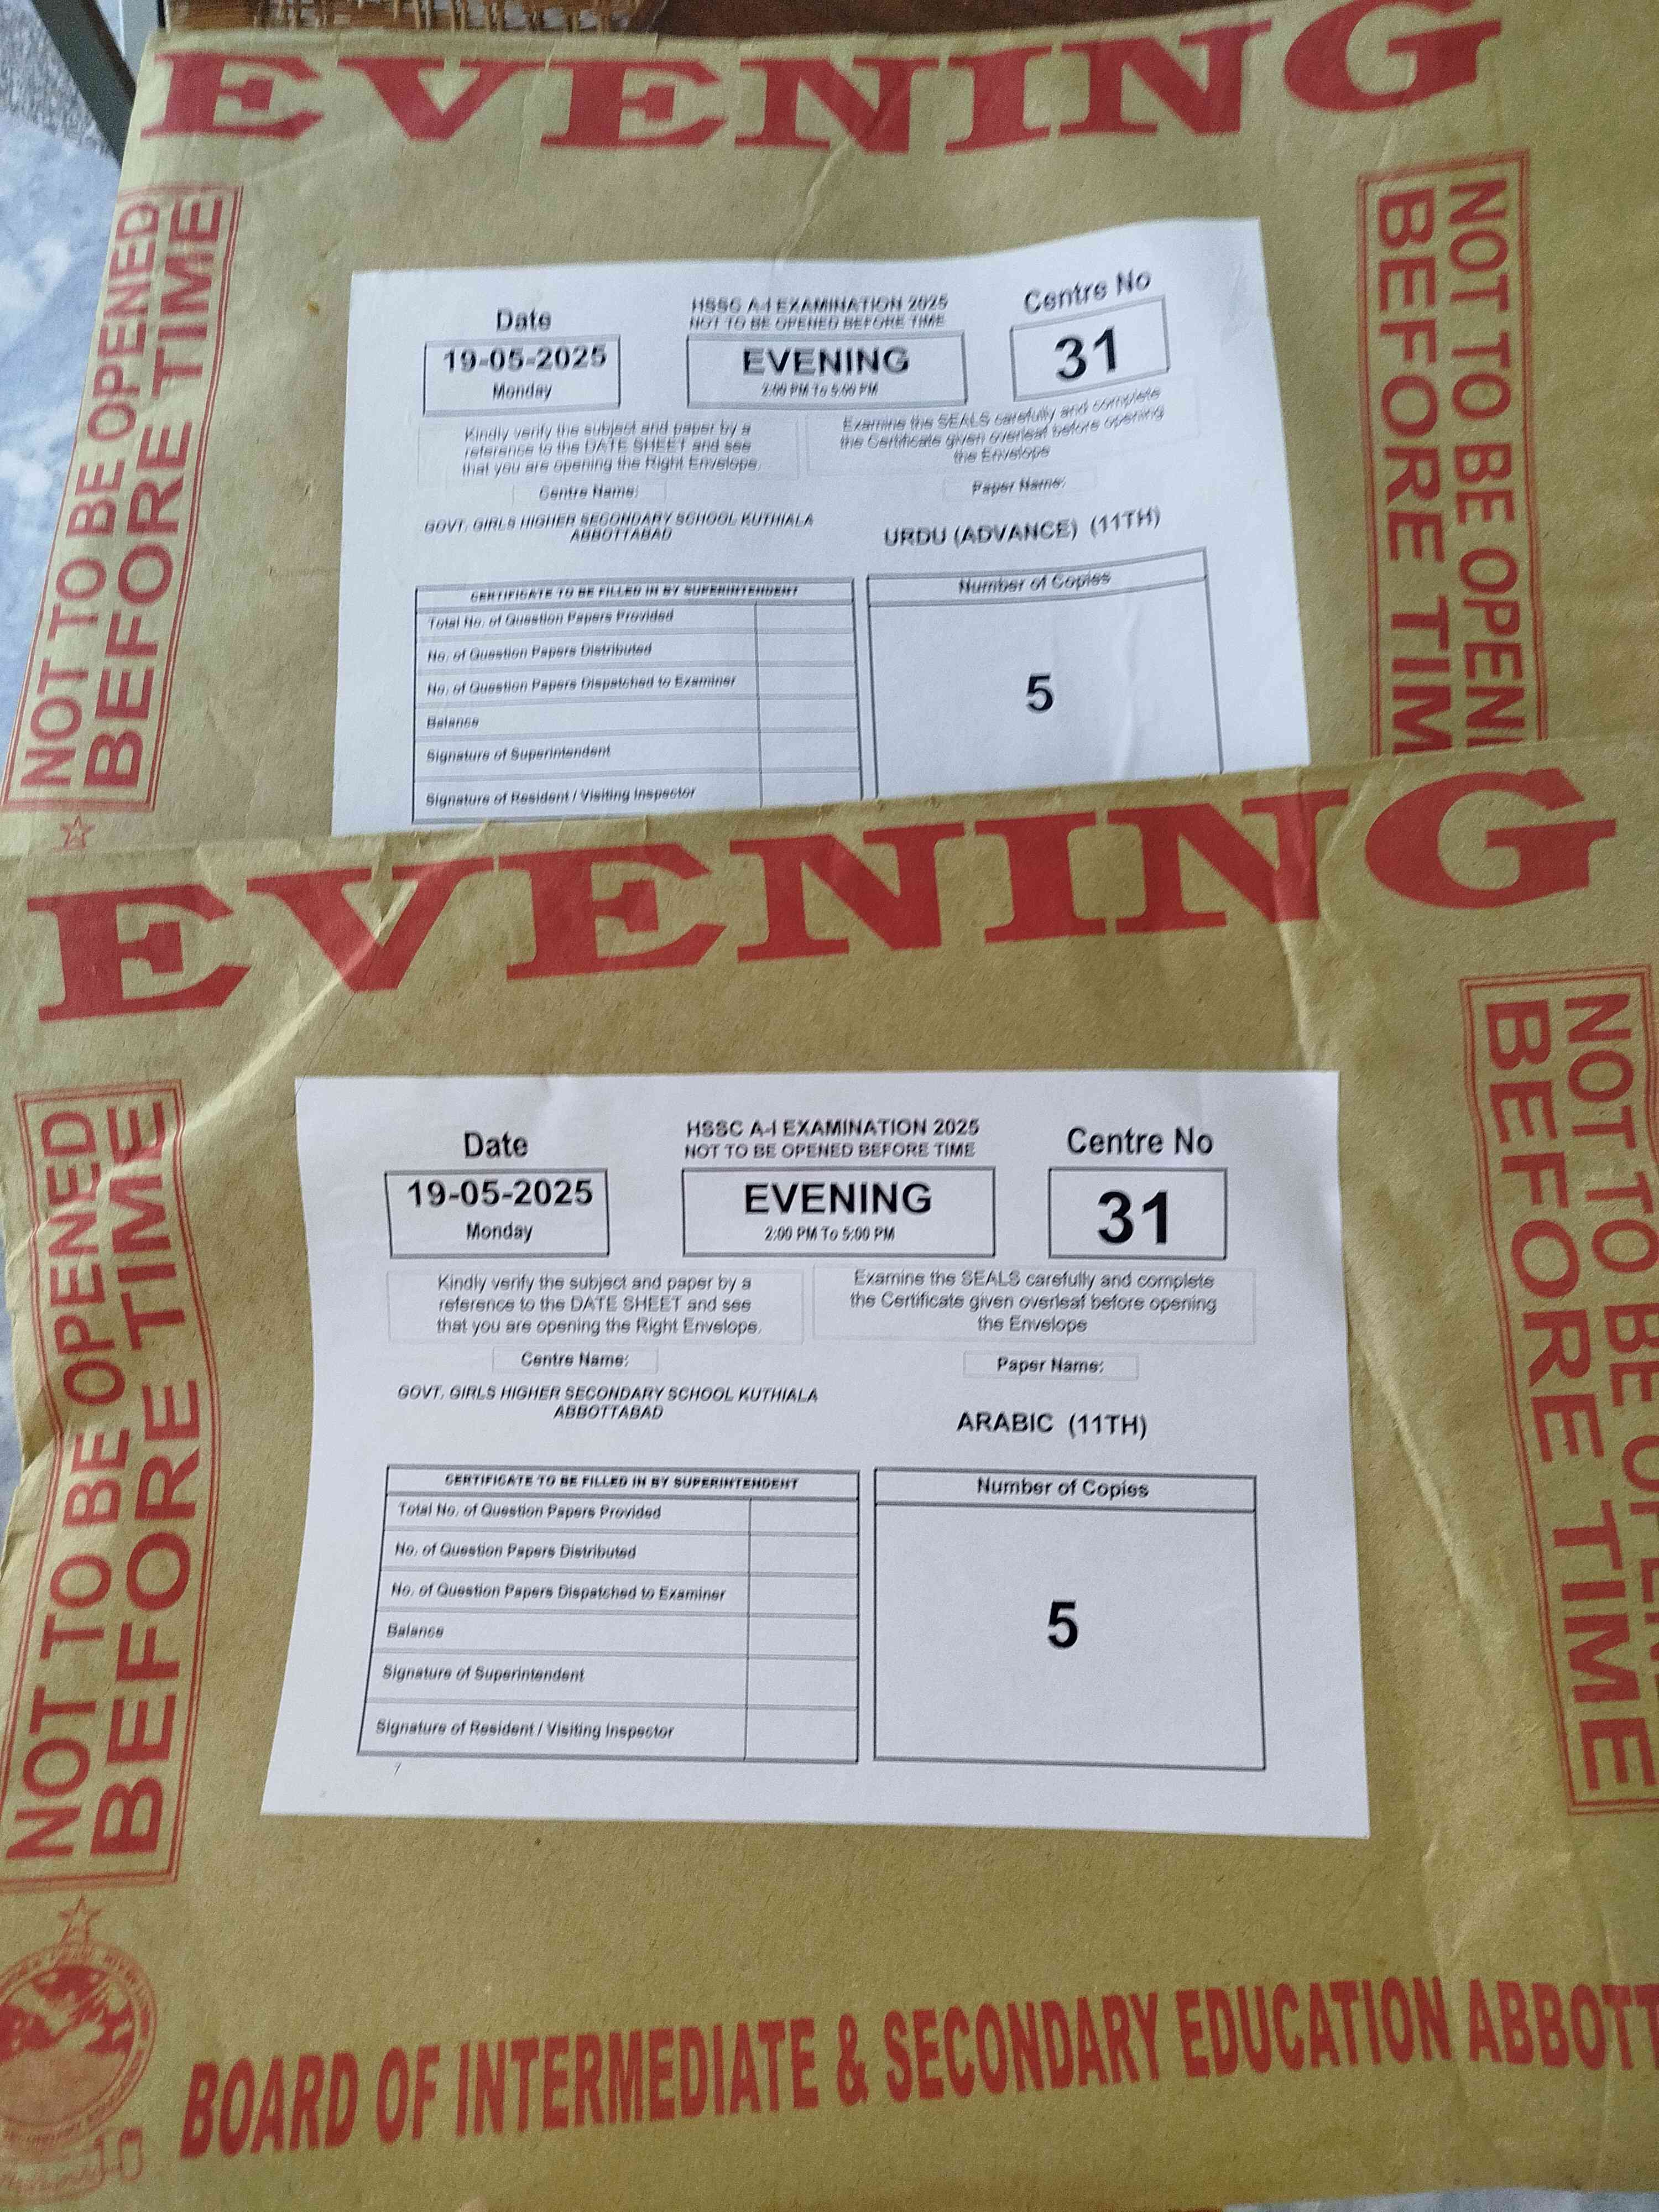 EVENING
NOT TO BE OPENED
BEFORE TIME
NOT TO BE OPENE
BEFORE TIM
Date
19-05-2025
Monday
HSSC A-I EXAMINATION 2025
NOT TO BE OPENED BEFORE TIME
EVENING
2:00 PM To 5:00 PM
Centre No
31
Kindly verify the subject and paper by a
reference to the DATE SHEET and see
that you are opening the Right Envelope.
Examine the SEALS carefully and complete
the Certificate given overleaf before opening
the Envelope
Centre Name:
GOVT. GIRLS HIGHER SECONDARY SCHOOL KUTHIALA
ABBOTTABAD
Paper Name:
URDU (ADVANCE) (11TH)
CERTIFICATE TO BE FILLED IN BY SUPERINTENDENT
Total No. of Question Papers Provided
No. of Question Papers Distributed
No. of Question Papers Dispatched to Examiner
Balance
Signature of Superintendent
Signature of Resident / Visiting Inspector
Number of Copies
5
EVENING
NOT TO BE OPENED
BEFORE TIME
NOT TO BE OPENE
BEFORE TIME
Date
19-05-2025
Monday
HSSC A-I EXAMINATION 2025
NOT TO BE OPENED BEFORE TIME
EVENING
2:00 PM To 5:00 PM
Centre No
31
Kindly verify the subject and paper by a
reference to the DATE SHEET and see
that you are opening the Right Envelope.
Examine the SEALS carefully and complete
the Certificate given overleaf before opening
the Envelope
Centre Name:
GOVT. GIRLS HIGHER SECONDARY SCHOOL KUTHIALA
ABBOTTABAD
Paper Name:
ARABIC (11TH)
CERTIFICATE TO BE FILLED IN BY SUPERINTENDENT
Total No. of Question Papers Provided
No. of Question Papers Distributed
No. of Question Papers Dispatched to Examiner
Balance
Signature of Superintendent
Signature of Resident / Visiting Inspector
Number of Copies
5
BOARD OF INTERMEDIATE & SECONDARY EDUCATION ABBOTT